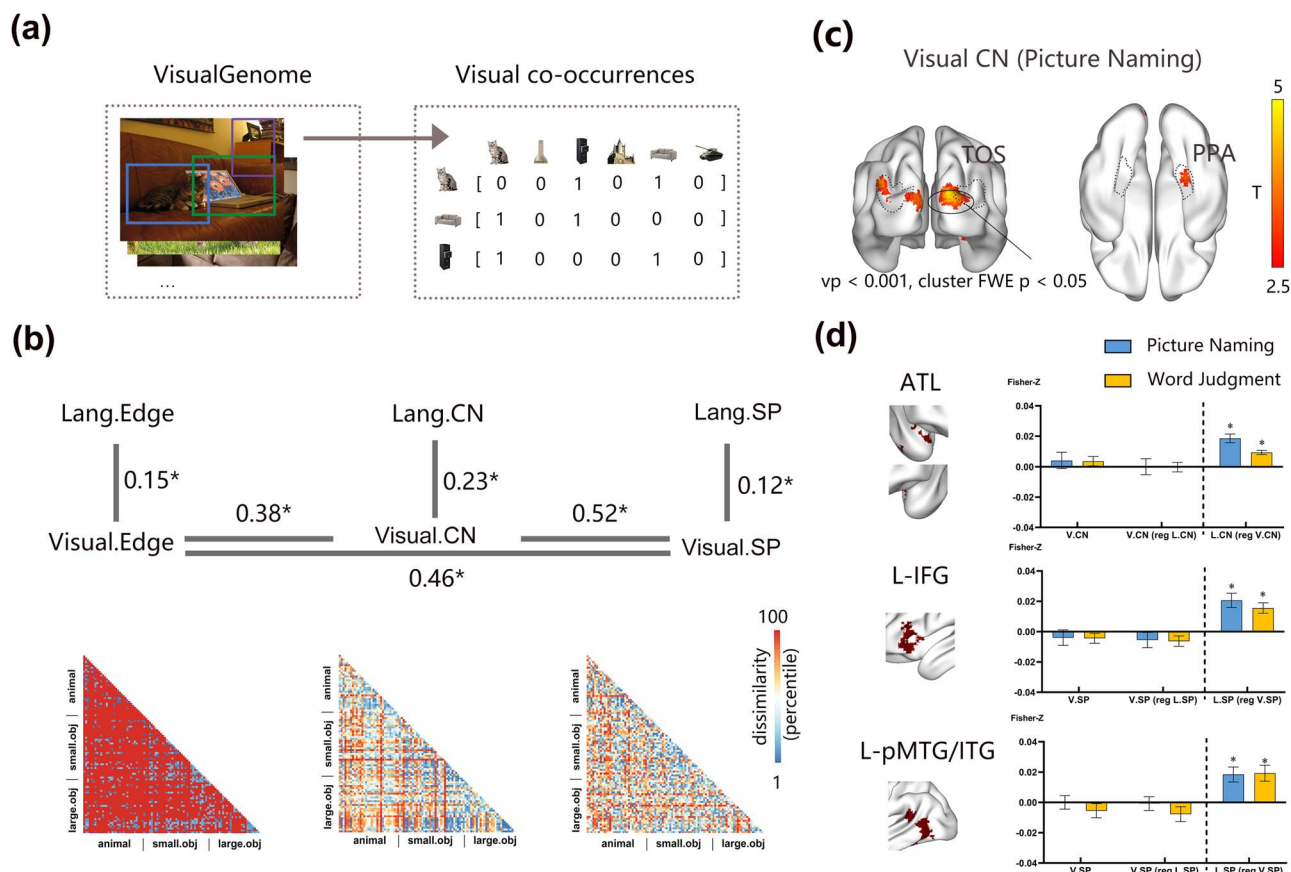 (a)
VisualGenome
Visual co-occurrences
[ 0 0 1 0 1 0 ]
[ 1 0 1 0 0 0 ]
[ 1 0 0 0 1 0 ]
...
(b)
Lang.Edge
Lang.CN
Lang.SP
0.15*
0.23*
0.12*
0.38*
0.52*
Visual.Edge
Visual.CN
Visual.SP
0.46*
100
dissimilarity
(percentile)
1
large.obj | small.obj | animal
animal | small.obj | large.obj
large.obj | small.obj | animal
animal | small.obj | large.obj
large.obj | small.obj | animal
animal | small.obj | large.obj
(c)
Visual CN (Picture Naming)
TOS
PPA
5
T
2.5
vp < 0.001, cluster FWE p < 0.05
(d)
Picture Naming
Word Judgment
ATL
Fisher-Z
0.04
0.02
0.00
-0.02
-0.04
* *
V.CN V.CN (reg L.CN) L.CN (reg V.CN)
L-IFG
Fisher-Z
0.04
0.02
0.00
-0.02
-0.04
* *
V.SP V.SP (reg L.SP) L.SP (reg V.SP)
L-pMTG/ITG
Fisher-Z
0.04
0.02
0.00
-0.02
-0.04
* *
V.SP V.SP (reg L.SP) L.SP (reg V.SP)